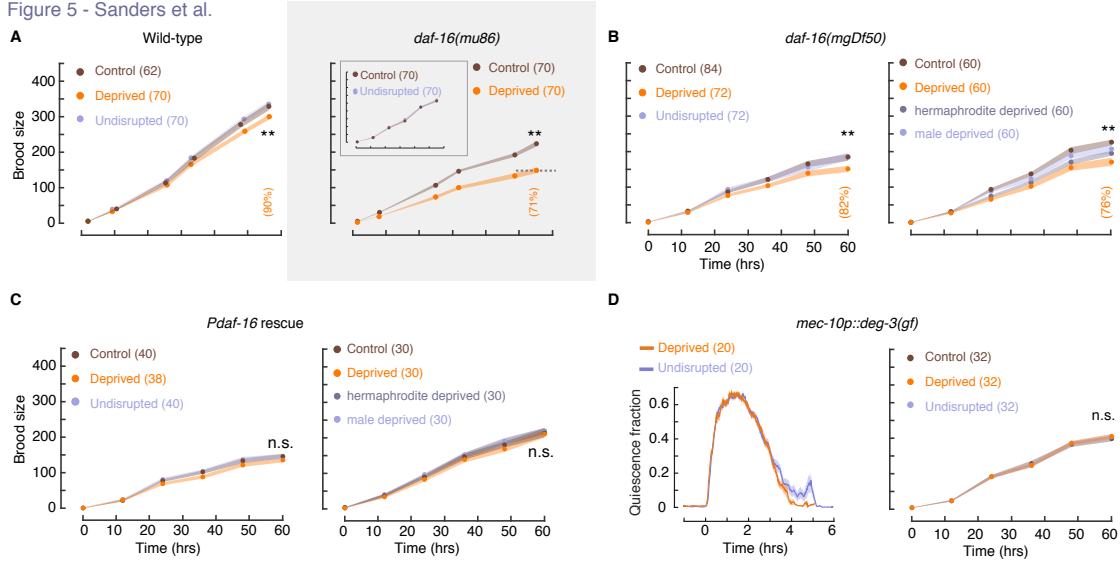 Figure 5 - Sanders et al.
A
Wild-type
Control (62)
Deprived (70)
Undisrupted (70)
Brood size
400
300
200
100
0
**
(90%)
daf-16(mu86)
Control (70)
Undisrupted (70)
Control (70)
Deprived (70)
**
(71%)
B
daf-16(mgDf50)
Control (84)
Deprived (72)
Undisrupted (72)
**
(82%)
0 10 20 30 40 50 60
Time (hrs)
Control (60)
Deprived (60)
hermaphrodite deprived (60)
male deprived (60)
**
(76%)
C
Pdaf-16 rescue
Control (40)
Deprived (38)
Undisrupted (40)
Brood size
400
300
200
100
0
n.s.
0 10 20 30 40 50 60
Time (hrs)
Control (30)
Deprived (30)
hermaphrodite deprived (30)
male deprived (30)
n.s.
0 10 20 30 40 50 60
Time (hrs)
D
mec-10p::deg-3(gf)
Deprived (20)
Undisrupted (20)
Quiescence fraction
0.6
0.4
0.2
0
0 2 4 6
Time (hrs)
Control (32)
Deprived (32)
Undisrupted (32)
n.s.
0 10 20 30 40 50 60
Time (hrs)